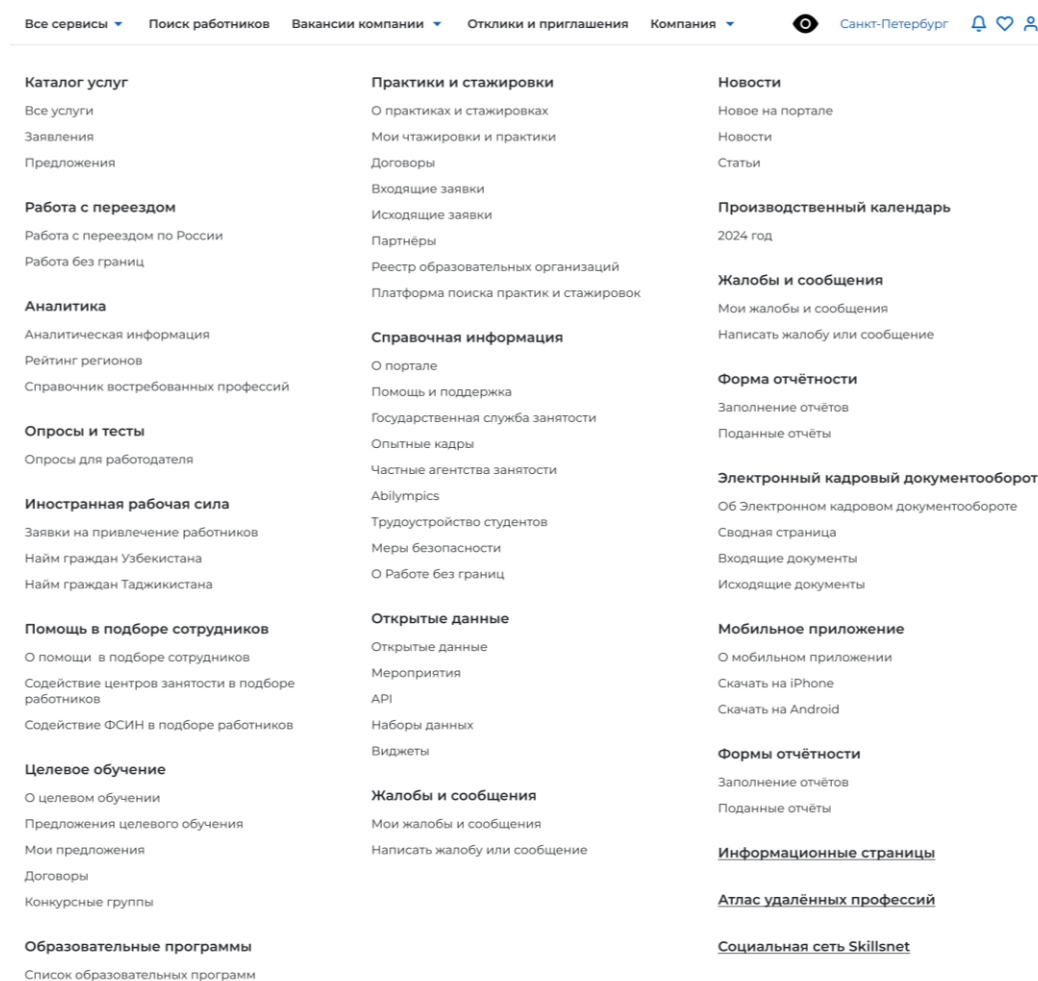 Все сервисы
Поиск работников
Вакансии компании
Отклики и приглашения
Компания
Санкт-Петербург
Каталог услуг
Все услуги
Заявления
Предложения
Работа с переездом
Работа с переездом по России
Работа без границ
Аналитика
Аналитическая информация
Рейтинг регионов
Справочник востребованных профессий
Опросы и тесты
Опросы для работодателя
Иностранная рабочая сила
Заявки на привлечение работников
Найм граждан Узбекистана
Найм граждан Таджикистана
Помощь в подборе сотрудников
О помощи в подборе сотрудников
Содействие центров занятости в подборе
работников
Содействие ФСИН в подборе работников
Целевое обучение
О целевом обучении
Предложения целевого обучения
Мои предложения
Договоры
Конкурсные группы
Образовательные программы
Список образовательных программ
Практики и стажировки
О практиках и стажировках
Мои чтажировки и практики
Договоры
Входящие заявки
Исходящие заявки
Партнёры
Реестр образовательных организаций
Платформа поиска практик и стажировок
Справочная информация
О портале
Помощь и поддержка
Государственная служба занятости
Опытные кадры
Частные агентства занятости
Abilympics
Трудоустройство студентов
Меры безопасности
О Работе без границ
Открытые данные
Открытые данные
Мероприятия
API
Наборы данных
Виджеты
Жалобы и сообщения
Мои жалобы и сообщения
Написать жалобу или сообщение
Новости
Новое на портале
Новости
Статьи
Производственный календарь
2024 год
Жалобы и сообщения
Мои жалобы и сообщения
Написать жалобу или сообщение
Форма отчётности
Заполнение отчётов
Поданные отчёты
Электронный кадровый документооборот
Об Электронном кадровом документообороте
Сводная страница
Входящие документы
Исходящие документы
Мобильное приложение
О мобильном приложении
Скачать на iPhone
Скачать на Android
Формы отчётности
Заполнение отчётов
Поданные отчёты
Информационные страницы
Атлас удалённых профессий
Социальная сеть Skillsnet